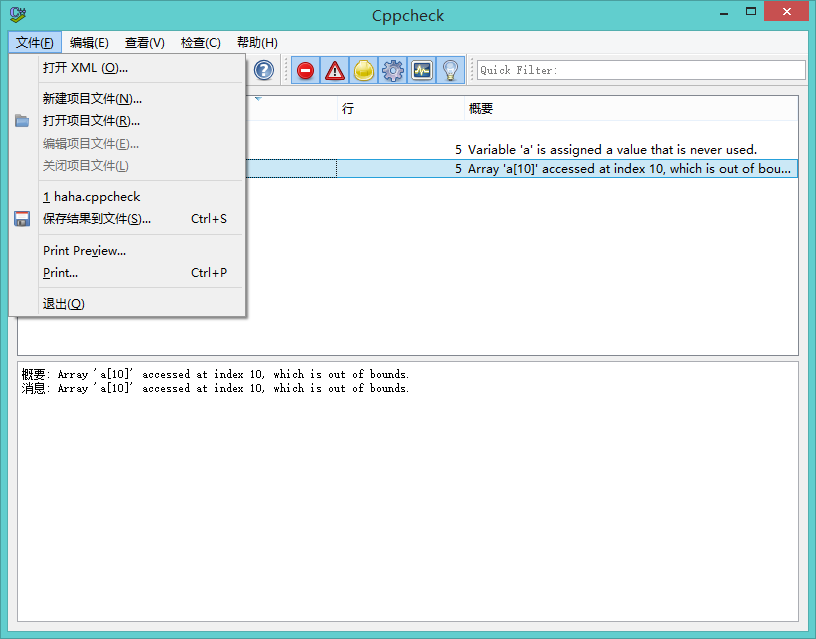 Cppcheck
文件(F) 编辑(E) 查看(V) 检查(C) 帮助(H)
打开 XML (O)...
Quick Filter:
新建项目文件(N)...
打开项目文件(R)...
编辑项目文件(E)...
关闭项目文件(L)
1 haha.cppcheck
保存结果到文件(S)... Ctrl+S
Print Preview...
Print... Ctrl+P
退出(Q)
行 概要
5 Variable 'a' is assigned a value that is never used.
5 Array 'a[10]' accessed at index 10, which is out of bou...
概要: Array 'a[10]' accessed at index 10, which is out of bounds.
消息: Array 'a[10]' accessed at index 10, which is out of bounds.